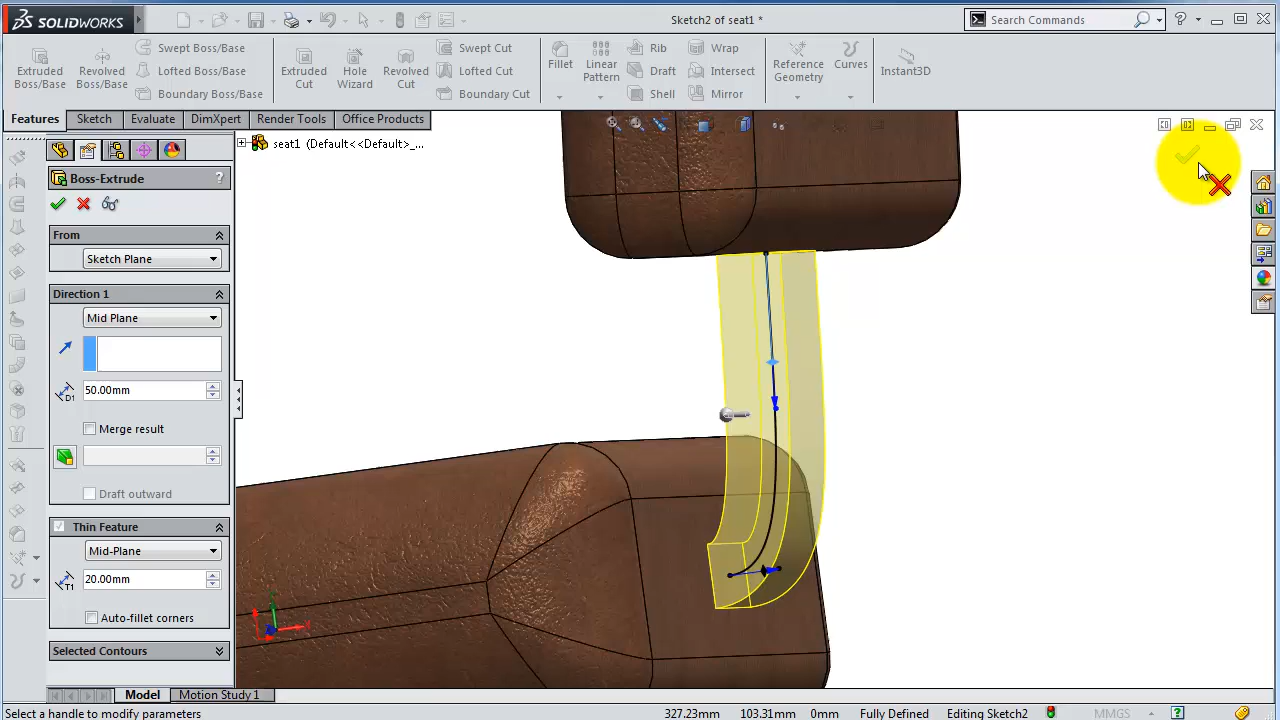 SOLIDWORKS
Sketch2 of seat1 *
Search Commands
Extruded Boss/Base
Revolved Boss/Base
Swept Boss/Base
Lofted Boss/Base
Boundary Boss/Base
Extruded Cut
Hole Wizard
Revolved Cut
Swept Cut
Lofted Cut
Boundary Cut
Fillet
Linear Pattern
Rib
Draft
Shell
Wrap
Intersect
Mirror
Reference Geometry
Curves
Instant3D
Features
Sketch
Evaluate
DimXpert
Render Tools
Office Products
seat1 (Default<<Default>_...
Boss-Extrude
?
From
Sketch Plane
Direction 1
Mid Plane
D1
50.00mm
Merge result
Draft outward
Thin Feature
Mid-Plane
T1
20.00mm
Auto-fillet corners
Selected Contours
Model
Motion Study 1
Select a handle to modify parameters
327.23mm
103.31mm
0mm
Fully Defined
Editing Sketch2
MMGS